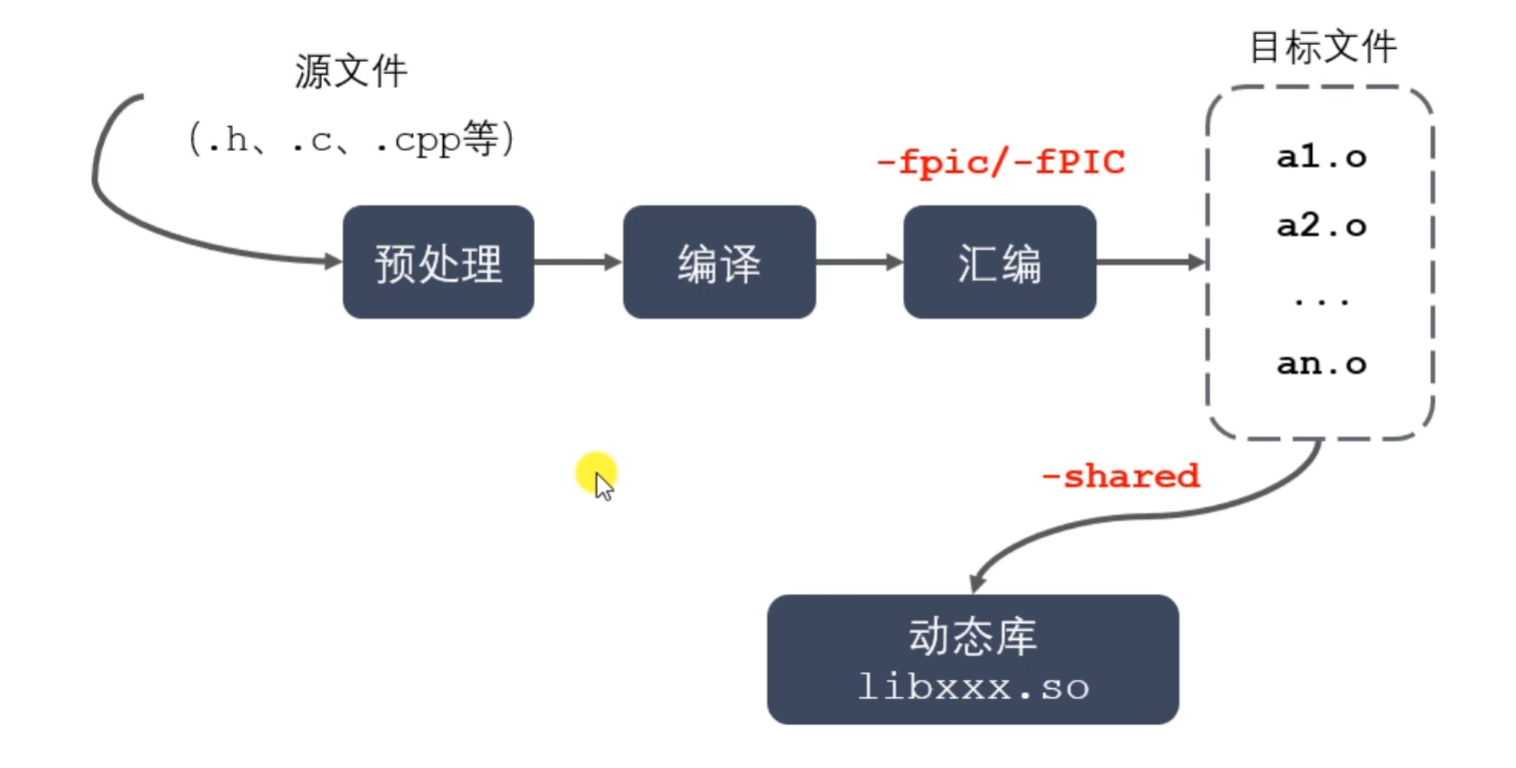 源文件
（.h、.c、.cpp等）
预处理
编译
-fpic/-fPIC
汇编
目标文件
a1.o
a2.o
...
an.o
-shared
动态库
libxxx.so